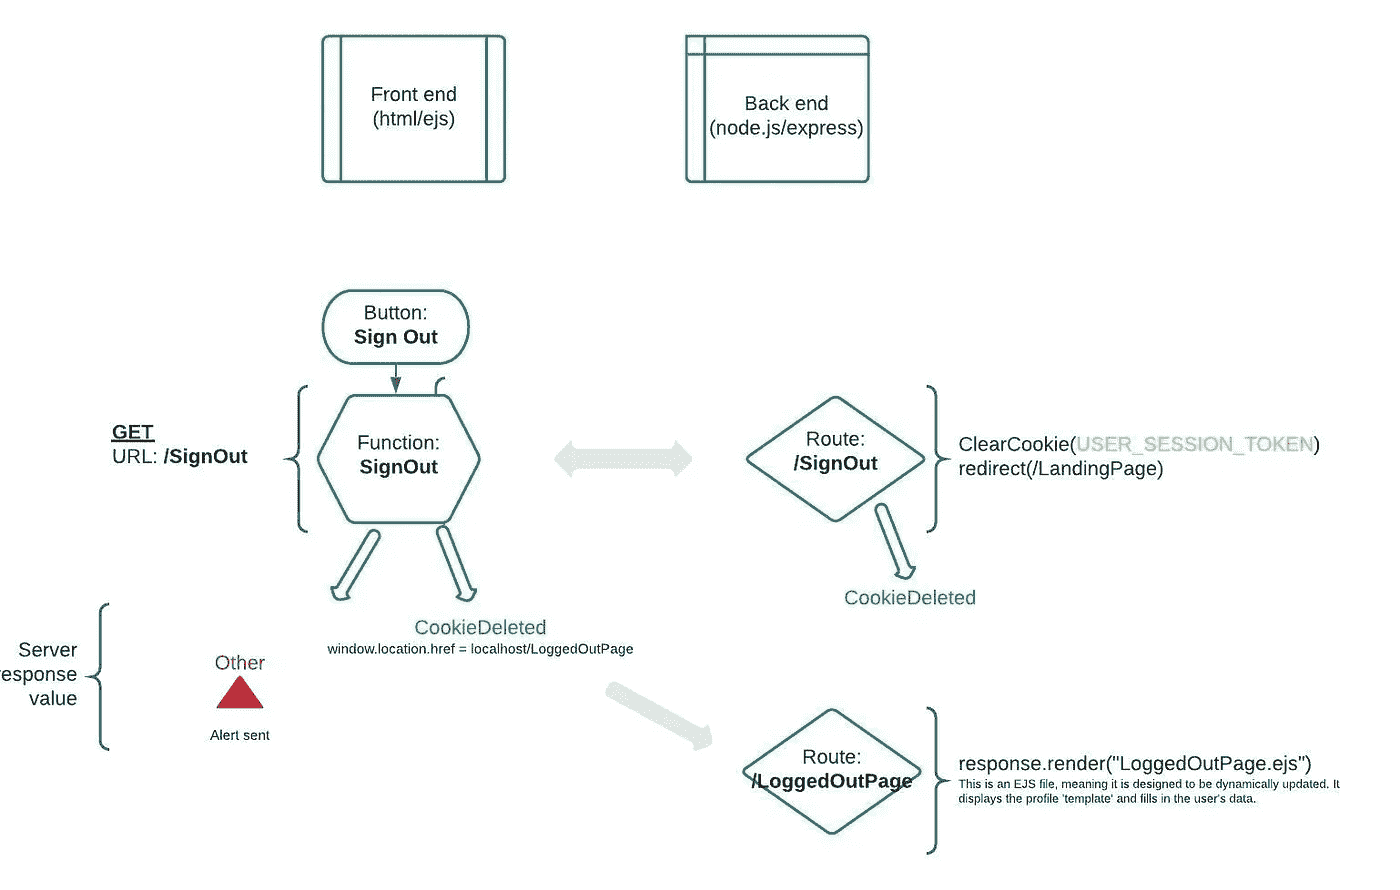 Front end
(html/ejs)
Back end
(node.js/express)
Button:
Sign Out
GET
URL: /SignOut
Function:
SignOut
Route:
/SignOut
ClearCookie(USER_SESSION_TOKEN)
redirect(/LandingPage)
CookieDeleted
CookieDeleted
window.location.href = localhost/LoggedOutPage
Server
esponse
value
Other
Alert sent
Route:
/LoggedOutPage
response.render("LoggedOutPage.ejs")
This is an EJS file, meaning it is designed to be dynamically updated. It
displays the profile 'template' and fills in the user's data.